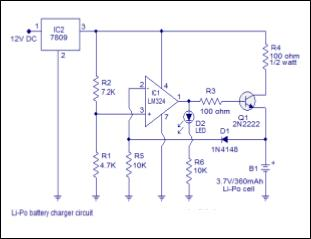 IC2
7809
12V DC
1
3
2
R4
100 ohm
1/2 watt
R2
7.2K
IC1
LM324
2
3
4
1
7
R3
100 ohm
Q1
2N2222
D2
LED
D1
1N4148
R1
4.7K
R5
10K
R6
10K
B1
3.7V/360mAh
Li-Po cell
Li-Po battery charger circuit